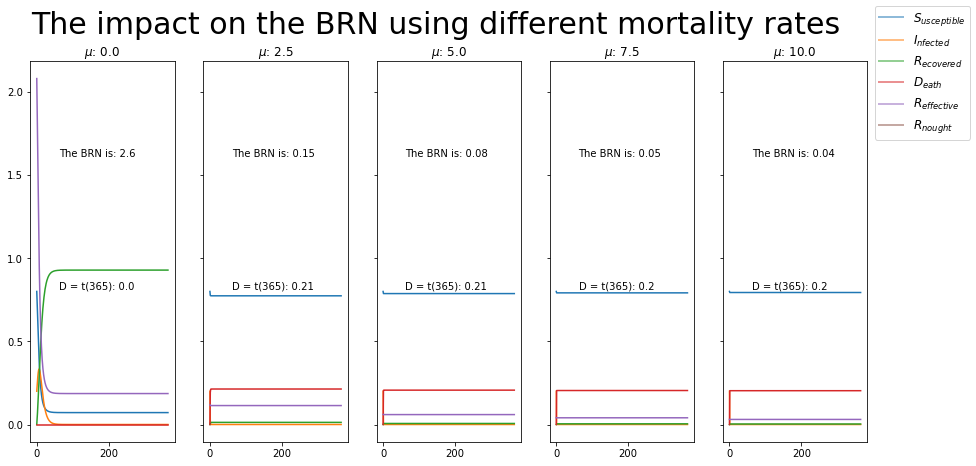 The impact on the BRN using different mortality rates
μ: 0.0
μ: 2.5
μ: 5.0
μ: 7.5
μ: 10.0
S_usceptible
I_nfected
R_ecovered
D_eath
R_effective
R_nought
2.0
1.5
1.0
0.5
0.0
The BRN is: 2.6
The BRN is: 0.15
The BRN is: 0.08
The BRN is: 0.05
The BRN is: 0.04
D = t(365): 0.0
D = t(365): 0.21
D = t(365): 0.21
D = t(365): 0.2
D = t(365): 0.2
0 200
0 200
0 200
0 200
0 200